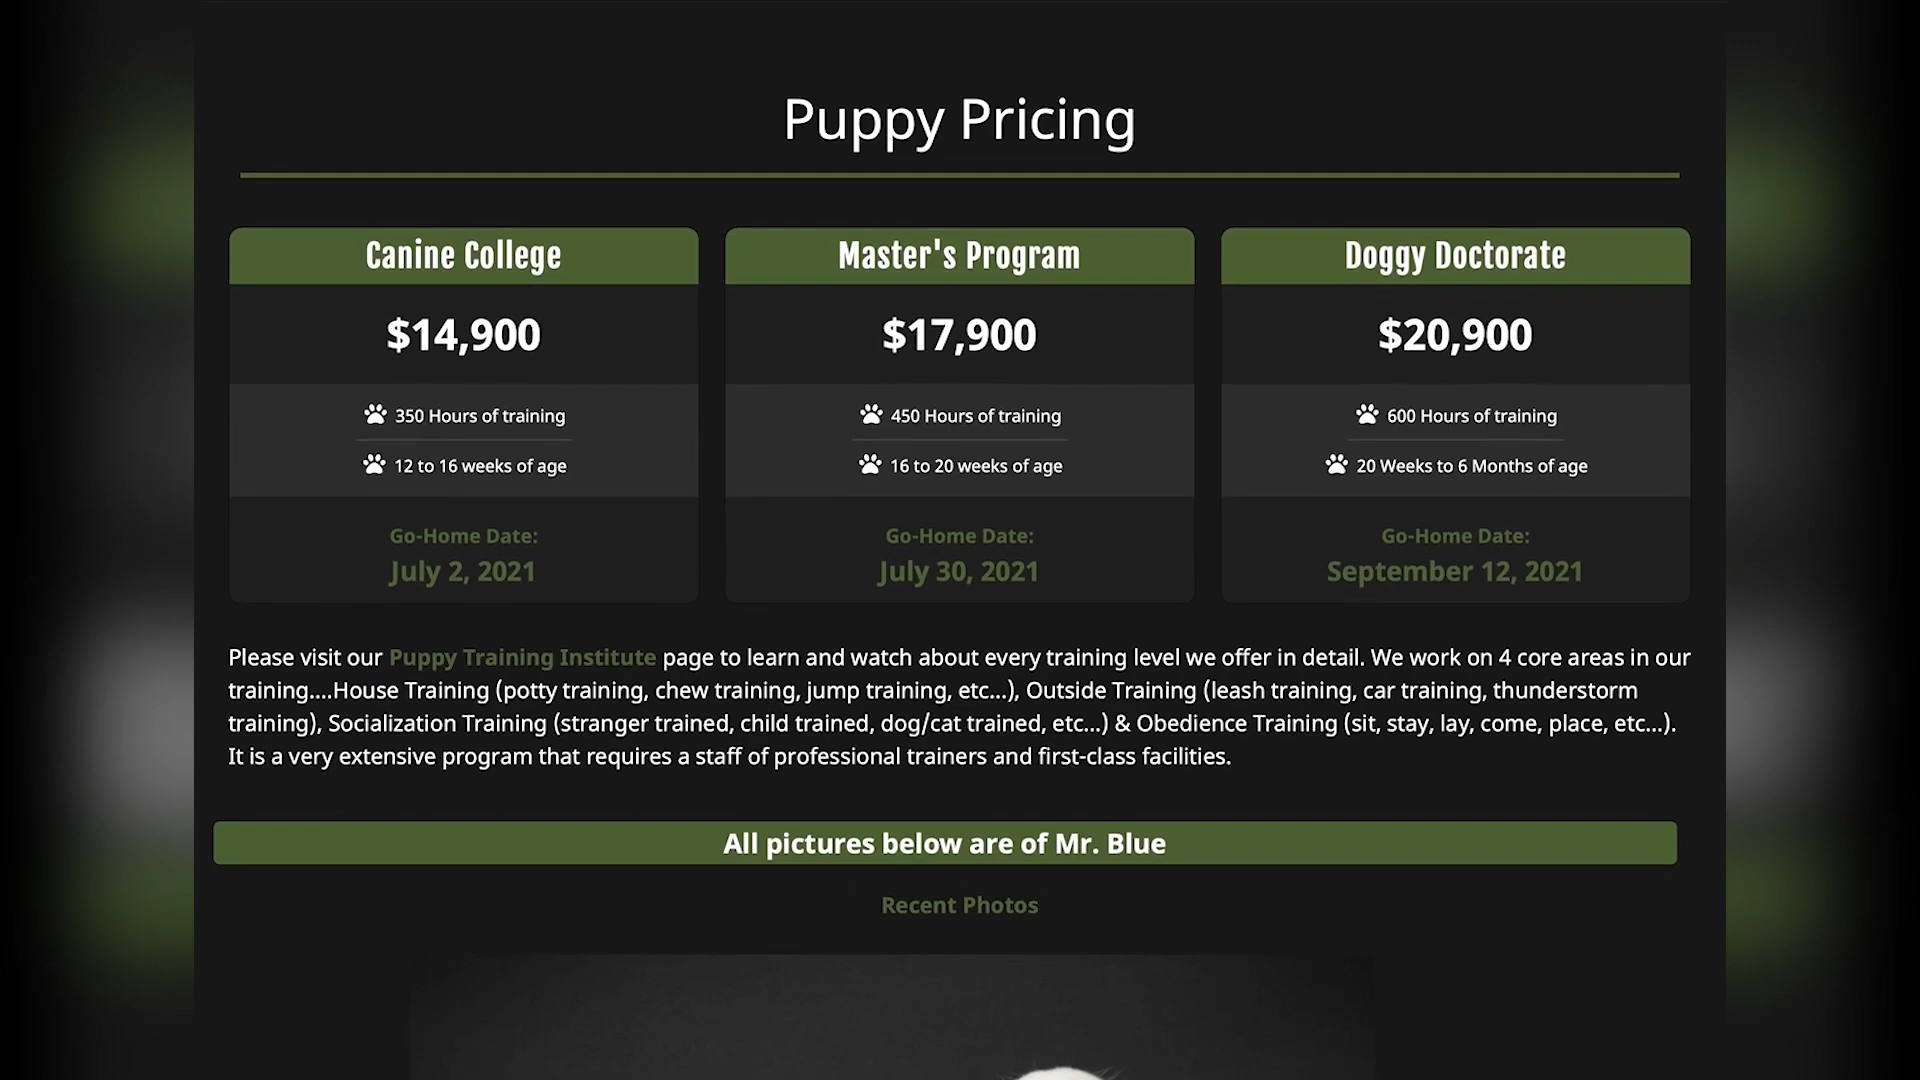 Puppy Pricing
Canine College
$14,900
350 Hours of training
12 to 16 weeks of age
Go-Home Date:
July 2, 2021
Master's Program
$17,900
450 Hours of training
16 to 20 weeks of age
Go-Home Date:
July 30, 2021
Doggy Doctorate
$20,900
600 Hours of training
20 Weeks to 6 Months of age
Go-Home Date:
September 12, 2021
Please visit our Puppy Training Institute page to learn and watch about every training level we offer in detail. We work on 4 core areas in our
training....House Training (potty training, chew training, jump training, etc...), Outside Training (leash training, car training, thunderstorm
training), Socialization Training (stranger trained, child trained, dog/cat trained, etc...) & Obedience Training (sit, stay, lay, come, place, etc...).
It is a very extensive program that requires a staff of professional trainers and first-class facilities.
All pictures below are of Mr. Blue
Recent Photos